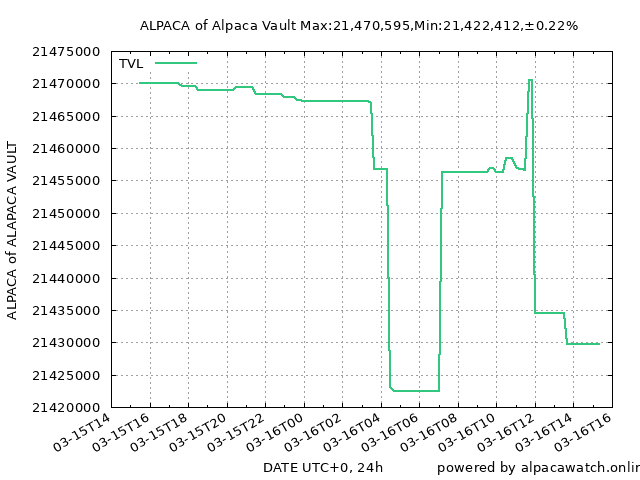 ALPACA of Alpaca Vault Max:21,470,595,Min:21,422,412,±0.22%
TVL
ALPACA of ALAPACA VAULT
21475000
21470000
21465000
21460000
21455000
21450000
21445000
21440000
21435000
21430000
21425000
21420000
03-15T14
03-15T16
03-15T18
03-15T20
03-15T22
03-16T00
03-16T02
03-16T04
03-16T06
03-16T08
03-16T10
03-16T12
03-16T14
03-16T16
DATE UTC+0, 24h
powered by alpacawatch.onlin